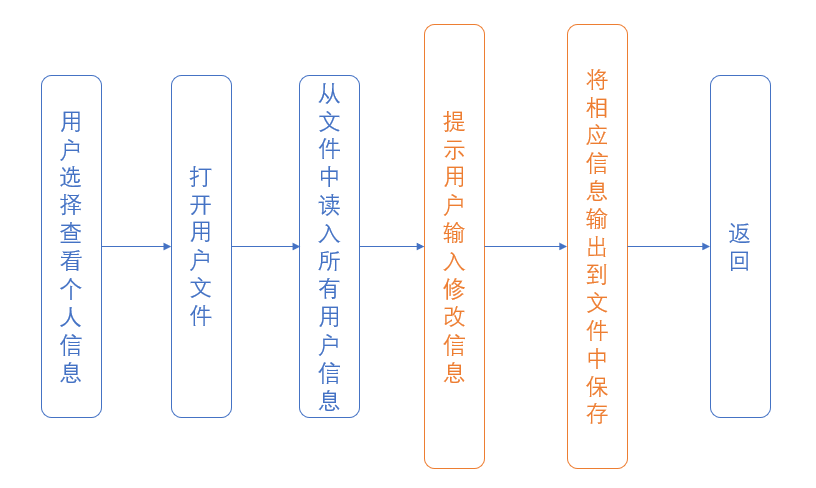 用户选择查看个人信息
打开用户文件
从文件中读入所有用户信息
提示用户输入修改信息
将相应信息输出到文件中保存
返回